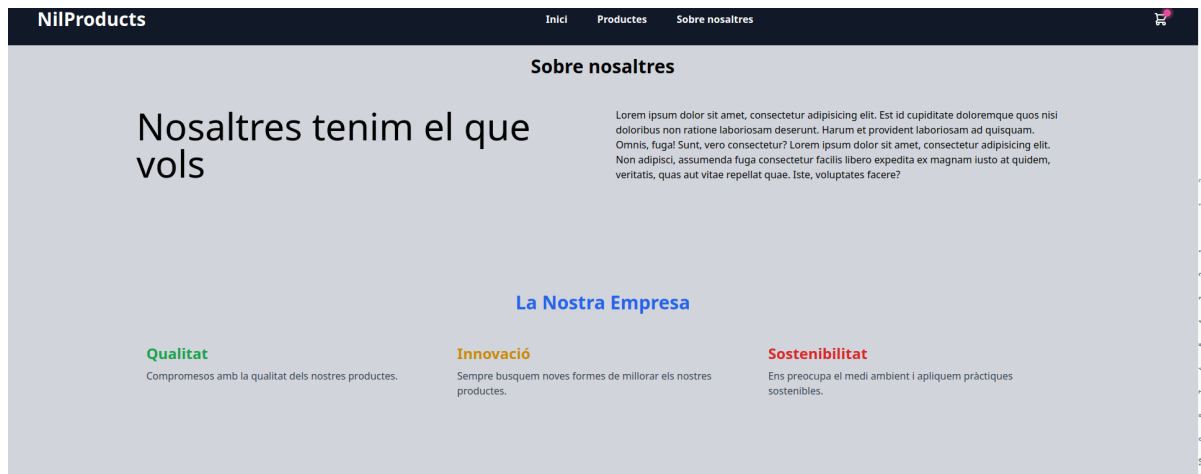 NilProducts
Inici Productes Sobre nosaltres
Sobre nosaltres
Nosaltres tenim el que
vols
Lorem ipsum dolor sit amet, consectetur adipisicing elit. Est id cupiditate doloremque quos nisi
doloribus non ratione laboriosam deserunt. Harum et provident laboriosam ad quisquam.
Omnis, fuga! Sunt, vero consectetur? Lorem ipsum dolor sit amet, consectetur adipisicing elit.
Non adipisci, assumenda fuga consectetur facilis libero expedita ex magnam iusto at quidem,
veritatis, quas aut vitae repellat quae. Iste, voluptates facere?
La Nostra Empresa
Qualitat
Compromesos amb la qualitat dels nostres productes.
Innovació
Sempre busquem noves formes de millorar els nostres
productes.
Sostenibilitat
Ens preocupa el medi ambient i apliquem pràctiques
sostenibles.